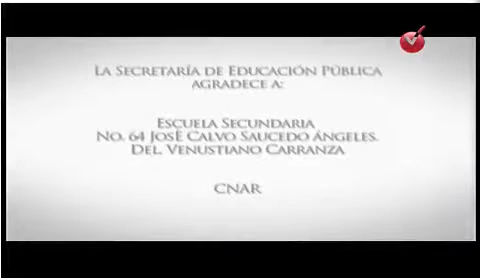 La Secretaría de Educación Pública
agradece a:
Escuela Secundaria
No. 64 José Calvo Saucedo Ángeles.
Del. Venustiano Carranza
CNAR